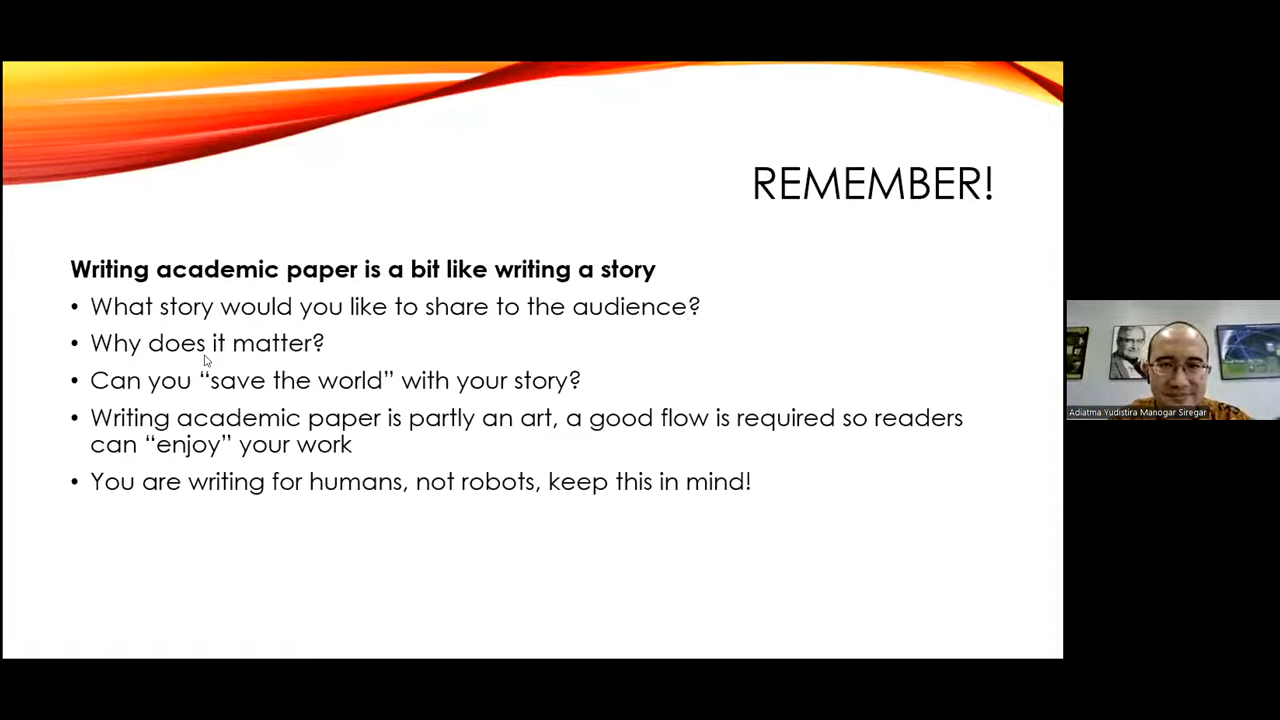 REMEMBER!
Writing academic paper is a bit like writing a story
• What story would you like to share to the audience?
• Why does it matter?
• Can you “save the world” with your story?
• Writing academic paper is partly an art, a good flow is required so readers
can “enjoy” your work
• You are writing for humans, not robots, keep this in mind!
Adiatma Yudistira Manogar Siregar